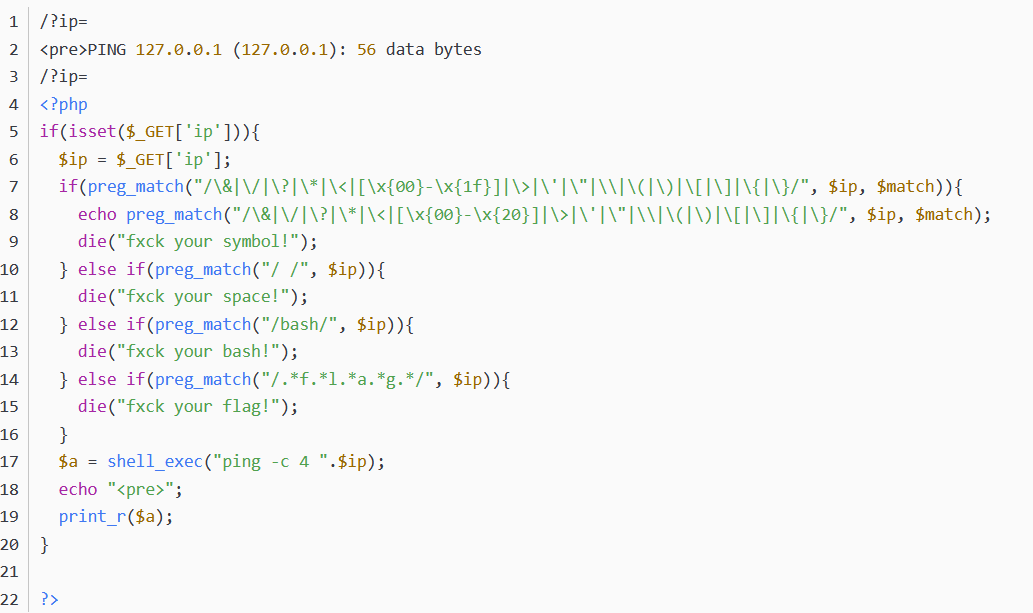 1 /?ip=
2 <pre>PING 127.0.0.1 (127.0.0.1): 56 data bytes
3 /?ip=
4 <?php
5 if(isset($_GET['ip'])){
6   $ip = $_GET['ip'];
7   if(preg_match("/\&|\/|\?|\*|\<|[\x{00}-\x{1f}]|\>|\'|\"|\\|\(|\)|\[|\]|\{|\}/", $ip, $match)){
8     echo preg_match("/\&|\/|\?|\*|\<|[\x{00}-\x{20}]|\>|\'|\"|\\|\(|\)|\[|\]|\{|\}/", $ip, $match);
9     die("fxck your symbol!");
10   } else if(preg_match("/ /", $ip)){
11     die("fxck your space!");
12   } else if(preg_match("/bash/", $ip)){
13     die("fxck your bash!");
14   } else if(preg_match("/.*f.*l.*a.*g.*/", $ip)){
15     die("fxck your flag!");
16   }
17   $a = shell_exec("ping -c 4 ".$ip);
18   echo "<pre>";
19   print_r($a);
20 }
21
22 ?>